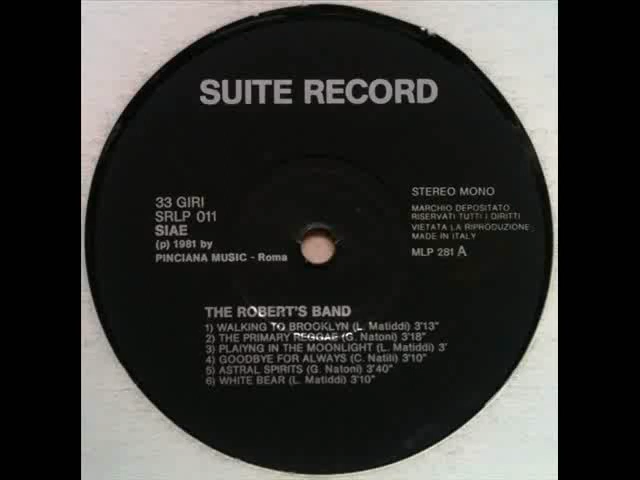 SUITE RECORD
33 GIRI
SRLP 011
SIAE
(p) 1981 by
PINCIANA MUSIC - Roma
STEREO MONO
MARCHIO DEPOSITATO
RISERVATI TUTTI I DIRITTI
VIETATA LA RIPRODUZIONE
MADE IN ITALY
MLP 281 A
THE ROBERT'S BAND
1) WALKING TO BROOKLYN (L. Matiddi) 3'13"
2) THE PRIMARY REGGAE (G. Natoni) 3'18"
3) PLAIYNG IN THE MOONLIGHT (L. Matiddi) 3'
4) GOODBYE FOR ALWAYS (C. Natili) 3'10"
5) ASTRAL SPIRITS (G. Natoni) 3'40"
6) WHITE BEAR (L. Matiddi) 3'10"